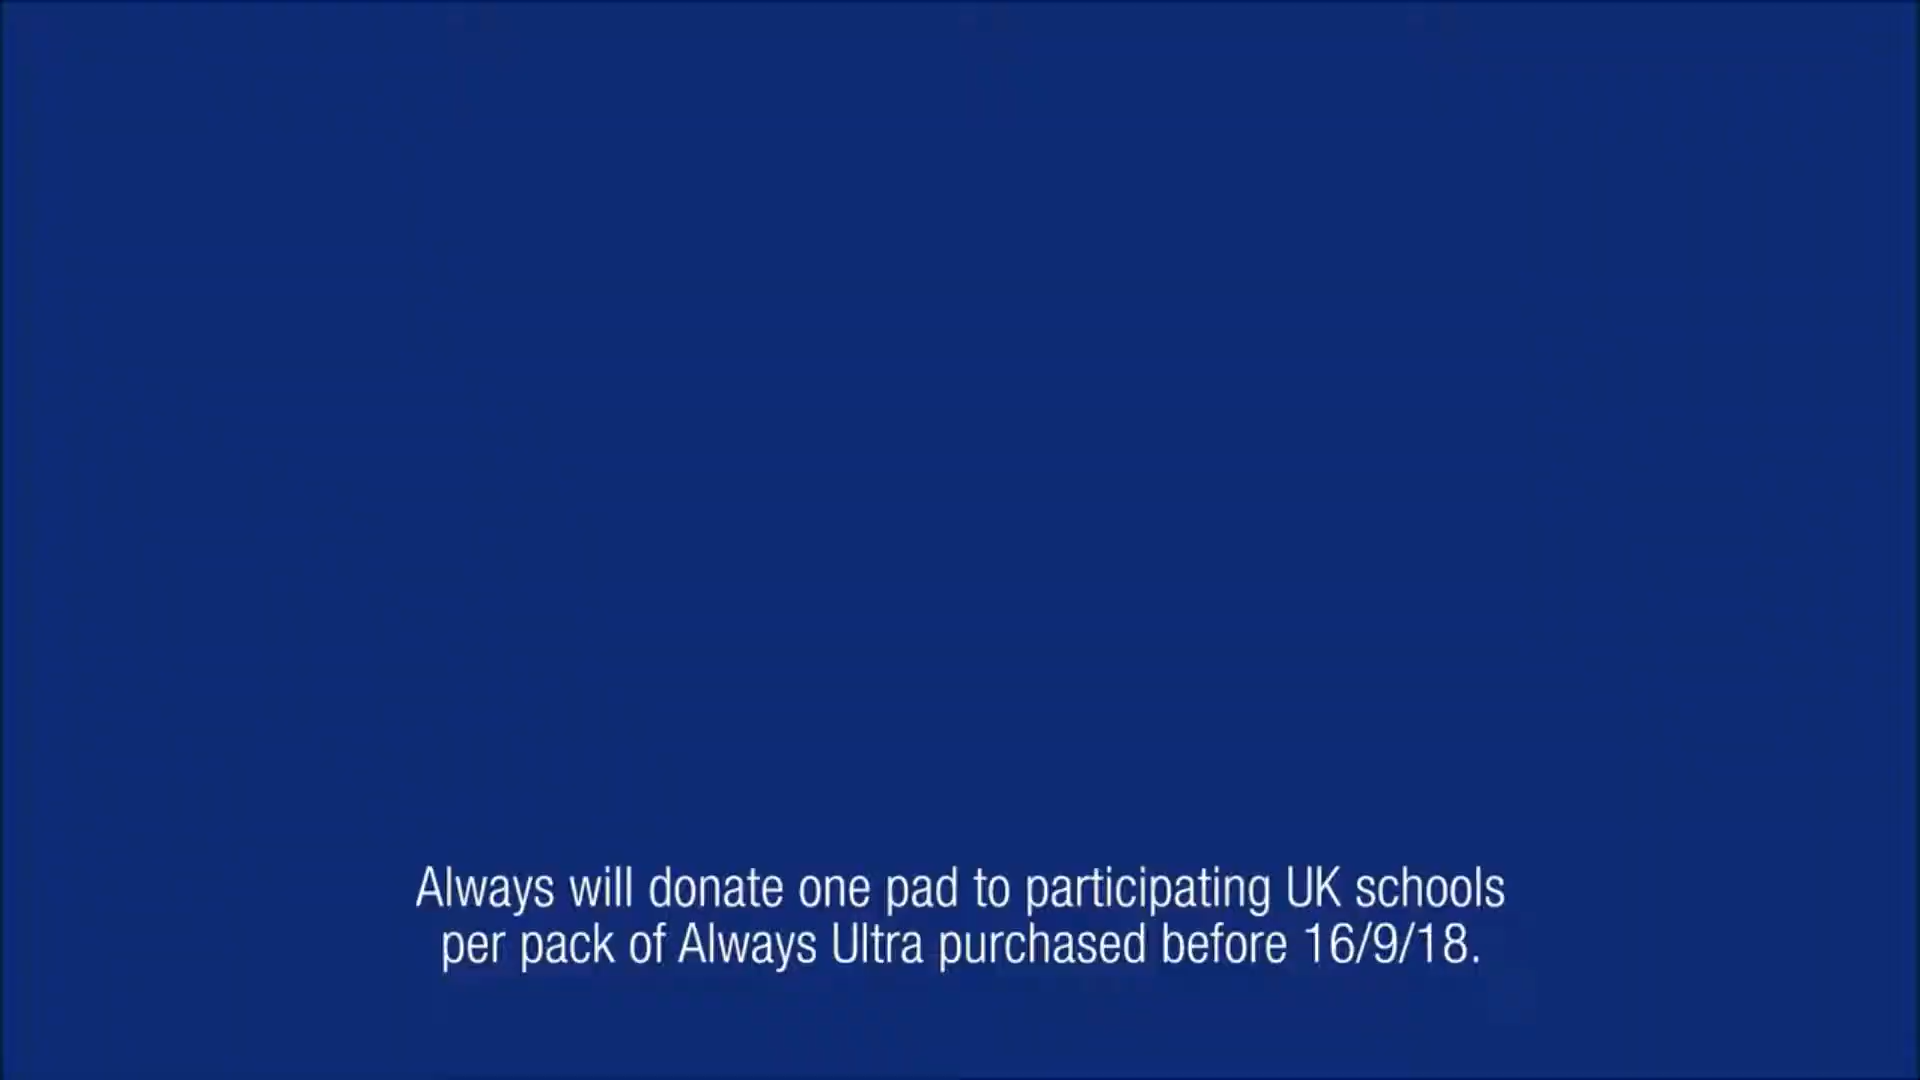 Always will donate one pad to participating UK schools
per pack of Always Ultra purchased before 16/9/18.